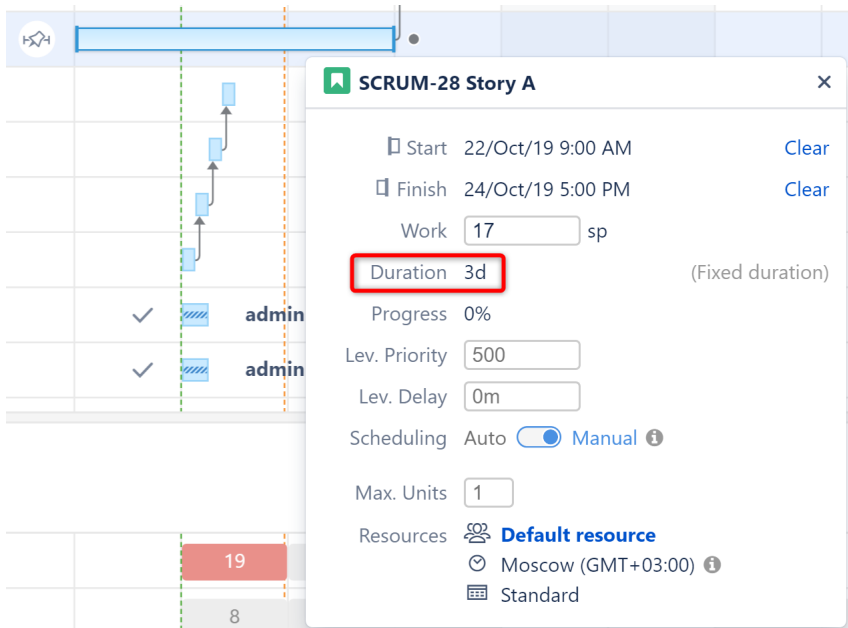 SCRUM-28 Story A
Start 22/Oct/19 9:00 AM Clear
Finish 24/Oct/19 5:00 PM Clear
Work 17 sp
Duration 3d (Fixed duration)
Progress 0%
Lev. Priority 500
Lev. Delay 0m
Scheduling Auto Manual
Max. Units 1
Resources Default resource
Moscow (GMT+03:00)
Standard
admin
admin
19
8